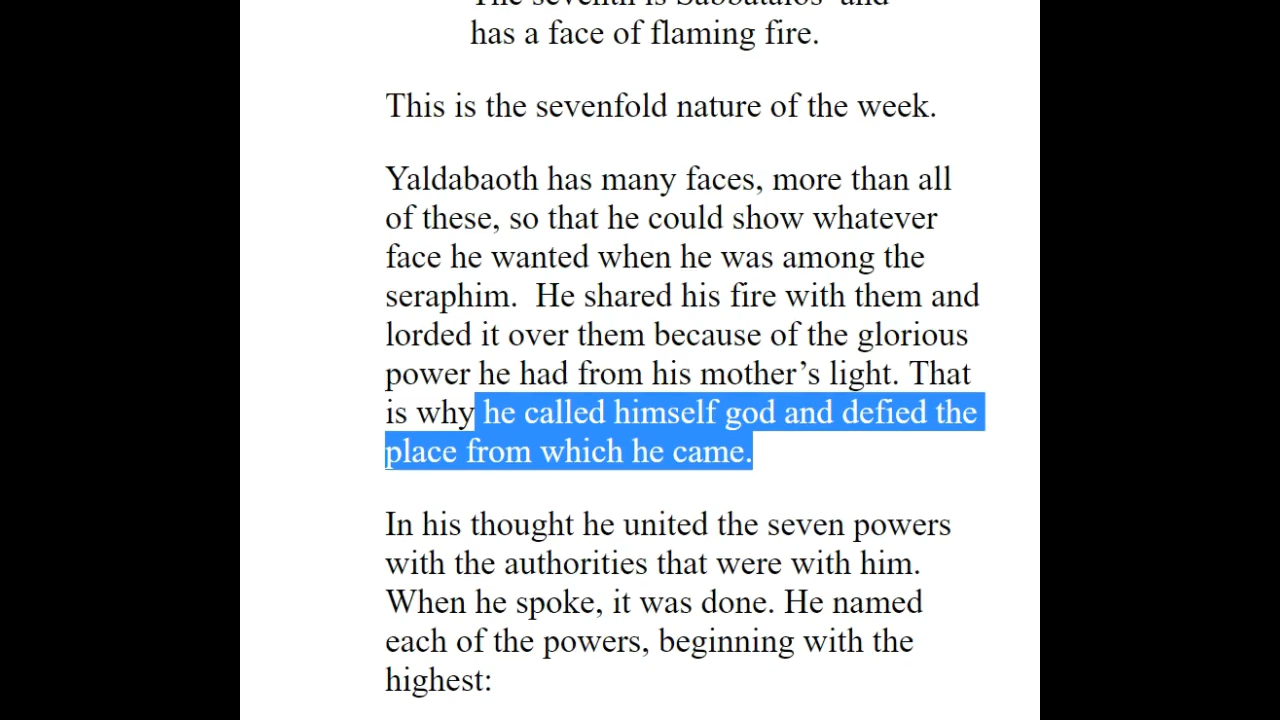 The seventh is Sabbataios and
has a face of flaming fire.
This is the sevenfold nature of the week.
Yaldabaoth has many faces, more than all
of these, so that he could show whatever
face he wanted when he was among the
seraphim.  He shared his fire with them and
lorded it over them because of the glorious
power he had from his mother’s light. That
is why he called himself god and defied the
place from which he came.
In his thought he united the seven powers
with the authorities that were with him.
When he spoke, it was done. He named
each of the powers, beginning with the
highest: